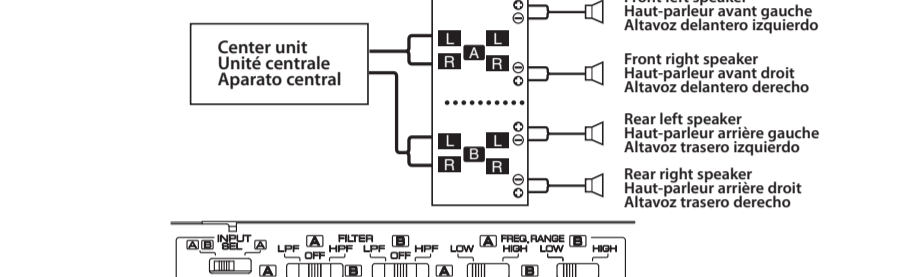 Front left speaker
Haut-parleur avant gauche
Altavoz delantero izquierdo
Center unit
Unité centrale
Aparato central
L L
A
R R
Front right speaker
Haut-parleur avant droit
Altavoz delantero derecho
Rear left speaker
Haut-parleur arrière gauche
Altavoz trasero izquierdo
L L
B
R R
Rear right speaker
Haut-parleur arrière droit
Altavoz trasero derecho
INPUT SEL
A B A
A FILTER B
LPF OFF HPF LPF OFF HPF
A FREQ. RANGE B
LOW HIGH LOW HIGH
A B A B